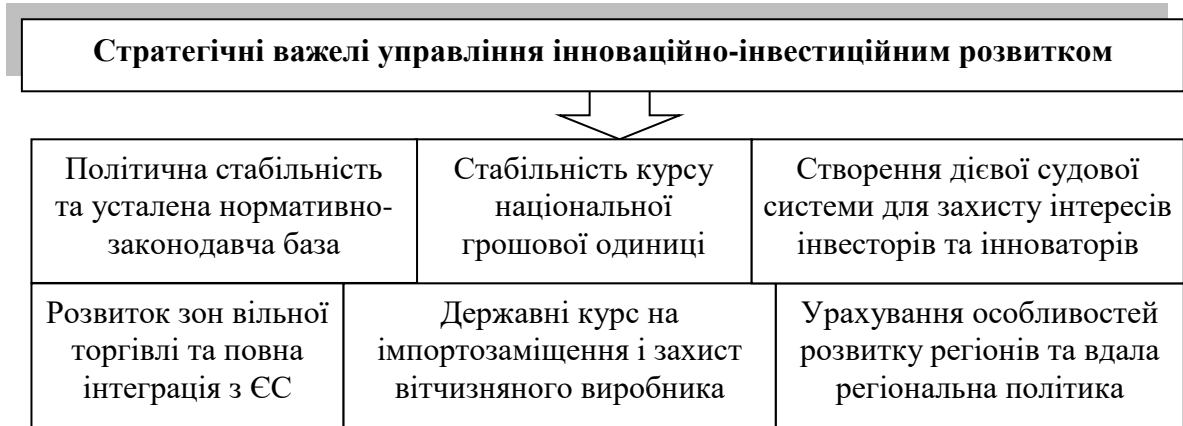 Стратегічні важелі управління інноваційно-інвестиційним розвитком
Політична стабільність
та усталена нормативно-
законодавча база
Стабільність курсу
національної
грошової одиниці
Створення дієвої судової
системи для захисту інтересів
інвесторів та інноваторів
Розвиток зон вільної
торгівлі та повна
інтеграція з ЄС
Державні курс на
імпортозаміщення і захист
вітчизняного виробника
Урахування особливостей
розвитку регіонів та вдала
регіональна політика